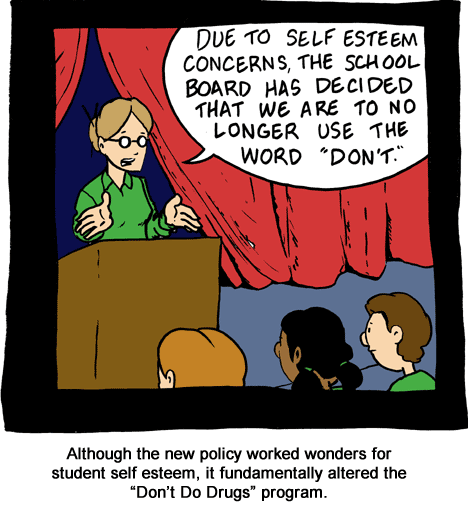 DUE TO SELF ESTEEM
CONCERNS, THE SCHOOL
BOARD HAS DECIDED
THAT WE ARE TO NO
LONGER USE THE
WORD "DON'T."
Although the new policy worked wonders for
student self esteem, it fundamentally altered the
“Don’t Do Drugs” program.